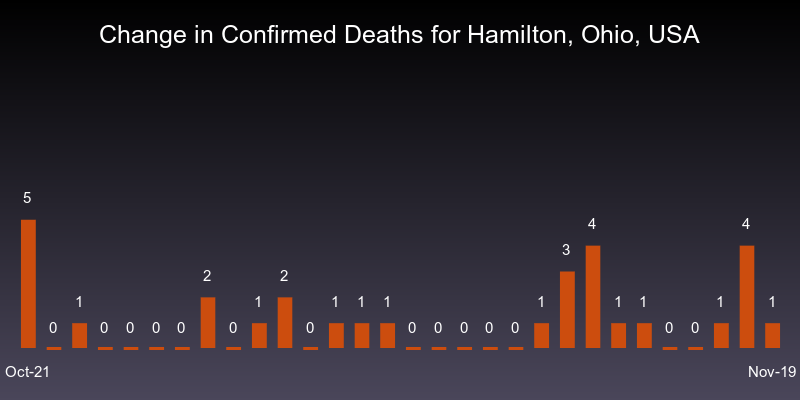 Change in Confirmed Deaths for Hamilton, Ohio, USA
5 0 1 0 0 0 0 2 0 1 2 0 1 1 1 0 0 0 0 0 1 3 4 1 1 0 0 1 4 1
Oct-21 Nov-19